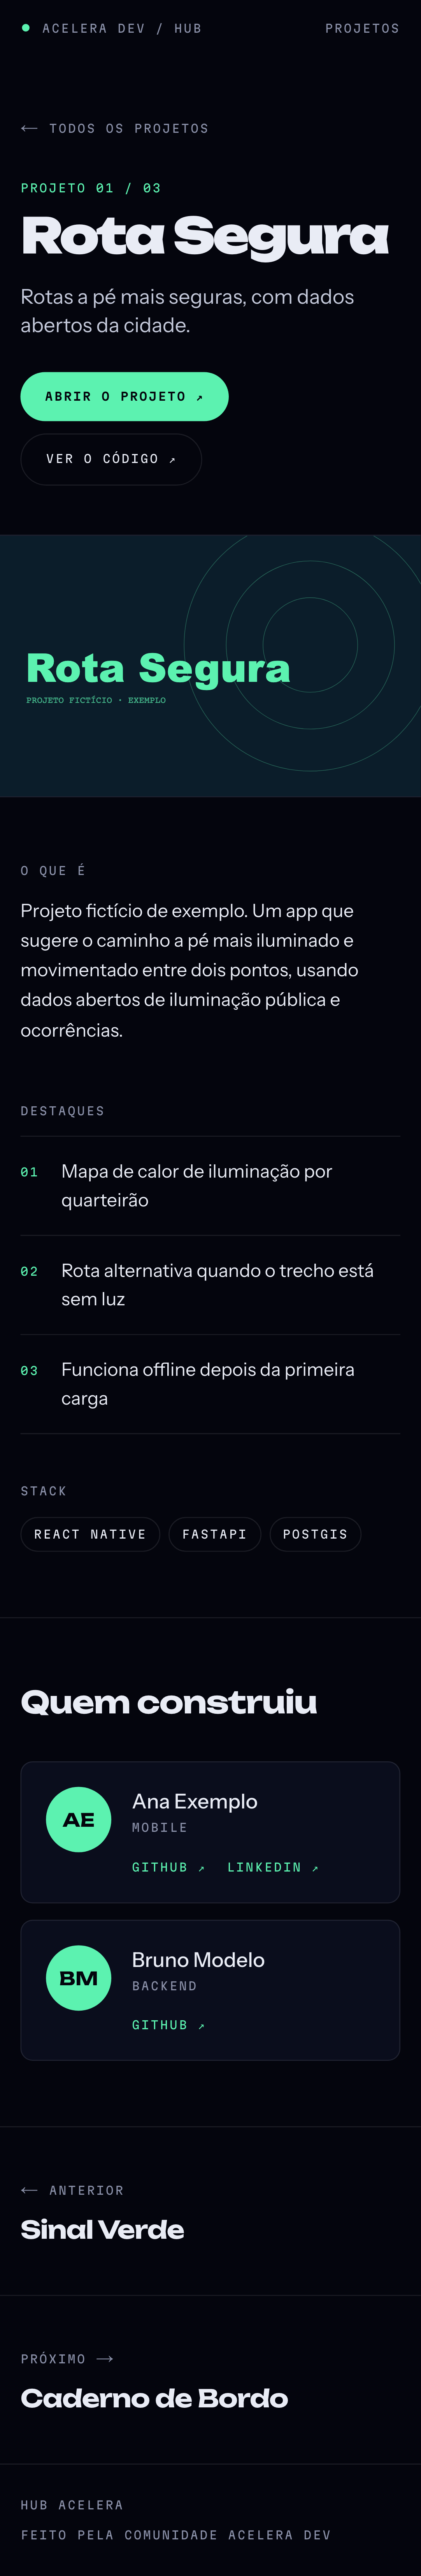 ACELERA DEV / HUB
PROJETOS
← TODOS OS PROJETOS
PROJETO 01 / 03
Rota Segura
Rotas a pé mais seguras, com dados
abertos da cidade.
ABRIR O PROJETO ↗
VER O CÓDIGO ↗
Rota Segura
PROJETO FICTÍCIO · EXEMPLO
O QUE É
Projeto fictício de exemplo. Um app que
sugere o caminho a pé mais iluminado e
movimentado entre dois pontos, usando
dados abertos de iluminação pública e
ocorrências.
DESTAQUES
01 Mapa de calor de iluminação por
quarteirão
02 Rota alternativa quando o trecho está
sem luz
03 Funciona offline depois da primeira
carga
STACK
REACT NATIVE FASTAPI POSTGIS
Quem construiu
AE
Ana Exemplo
MOBILE
GITHUB ↗ LINKEDIN ↗
BM
Bruno Modelo
BACKEND
GITHUB ↗
← ANTERIOR
Sinal Verde
PRÓXIMO →
Caderno de Bordo
HUB ACELERA
FEITO PELA COMUNIDADE ACELERA DEV